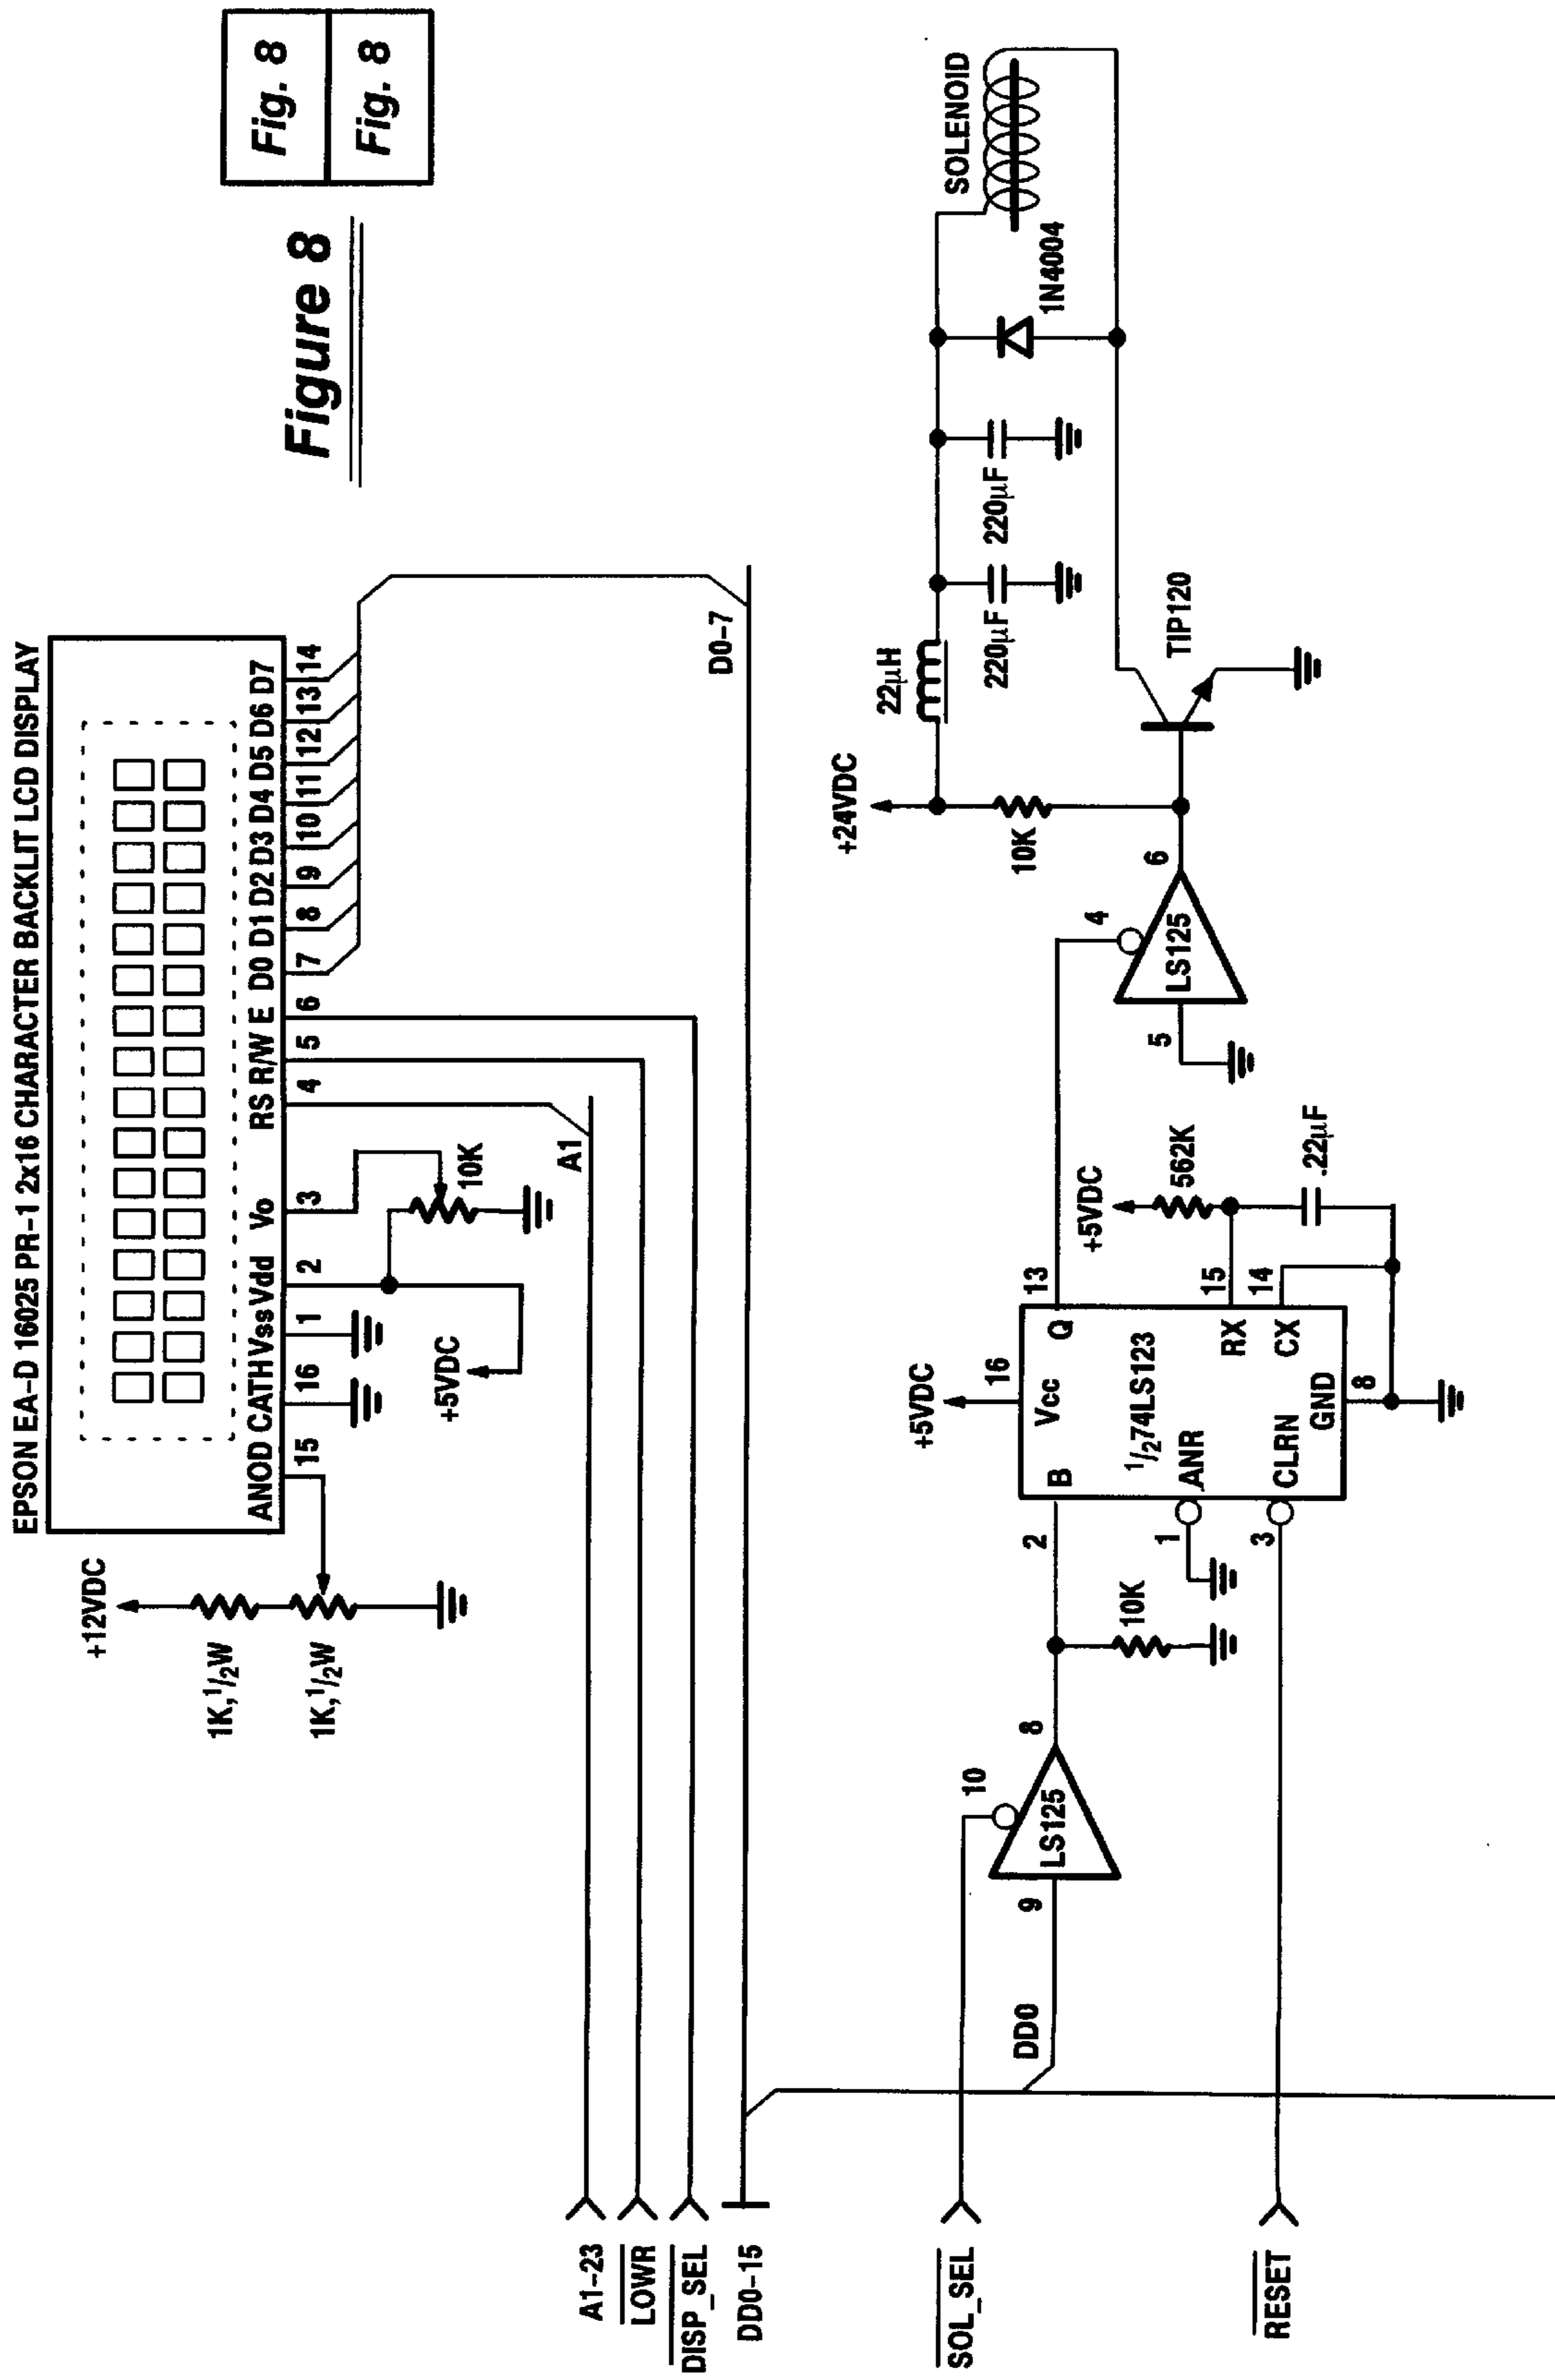 EPSON EA-D 16025 PR-1 2x16 CHARACTER BACKLIT LCD DISPLAY
ANOD CATH Vss Vdd Vo RS R/W E D0 D1 D2 D3 D4 D5 D6 D7
15 16 1 2 3 4 5 6 7 8 9 10 11 12 13 14
+12VDC
1K,1/2W
1K,1/2W
+5VDC
10K
A1
D0-7
Figure 8
Fig. 8
Fig. 8
A1-23
LOWR
DISP_SEL
DD0-15
SOL_SEL
RESET
DD0
9
LS125
10
8
10K
2
1
3
+5VDC
16
B
Vcc
Q
13
1/2 74LS123
ANR
RX
15
CLRN
CX
14
GND
8
+5VDC
562K
.22µF
5
LS125
4
6
+24VDC
10K
22µH
220µF
220µF
TIP120
1N4004
SOLENOID